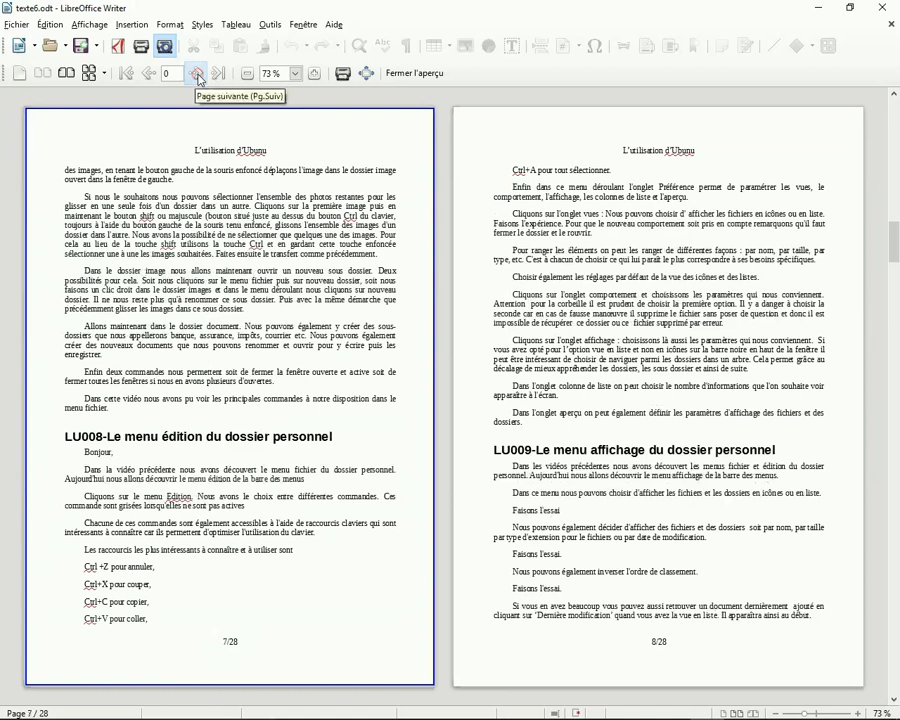 texte6.odt - LibreOffice Writer
Fichier Édition Affichage Insertion Format Styles Tableau Outils Fenêtre Aide
0 73 % Fermer l'aperçu
Page suivante (Pg.Suiv)
L'utilisation d'Ubunu
des images, en tenant le bouton gauche de la souris enfoncé déplaçons l'image dans le dossier image
ouvert dans la fenêtre de gauche.
Si nous le souhaitons nous pouvons sélectionner l'ensemble des photos restantes pour les
glisser en une seule fois d'un dossier dans un autre. Cliquons sur la première image puis en
maintenant le bouton shift ou majuscule (bouton situé juste au dessus du bouton Ctrl du clavier,
toujours à l'aide du bouton gauche de la souris tenu enfoncé, glissons l'ensemble des images d'un
dossier dans l'autre. Nous avons la possibilité de ne sélectionner que quelques une des images. Pour
cela au lieu de la touche shift utilisons la touche Ctrl et en gardant cette touche enfoncée
sélectionner une à une les images souhaitées. Faites ensuite le transfert comme précédemment.
Dans le dossier image nous allons maintenant ouvrir un nouveau sous dossier. Deux
possibilités pour cela. Soit nous cliquons sur le menu fichier puis sur nouveau dossier, soit nous
faisons un clic droit dans le dossier images et dans le menu déroulant nous cliquons sur nouveau
dossier. Il ne nous reste plus qu'à renommer ce sous dossier. Puis avec la même démarche que
précédemment glisser les images dans ce sous dossier.
Allons maintenant dans le dossier document. Nous pouvons également y créer des sous-
dossiers que nous appellerons banque, assurance, impôts, courrier etc. Nous pouvons également
créer des nouveaux documents que nous pouvons renommer et ouvrir pour y écrire puis les
enregistrer.
Enfin deux commandes nous permettent soit de fermer la fenêtre ouverte et active soit de
fermer toutes les fenêtres si nous en avons plusieurs d'ouvertes.
Dans cette vidéo nous avons pu voir les principales commandes à notre disposition dans le
menu fichier.
LU008-Le menu édition du dossier personnel
Bonjour,
Dans la vidéo précédente nous avons découvert le menu fichier du dossier personnel.
Aujourd'hui nous allons découvrir le menu édition de la barre des menus
Cliquons sur le menu Edition. Nous avons le choix entre différentes commandes. Ces
commande sont grisées lorsqu'elles ne sont pas actives
Chacune de ces commandes sont également accessibles à l'aide de raccourcis claviers qui sont
intéressants à connaître car ils permettent d'optimiser l'utilisation du clavier.
Les raccourcis les plus intéressants à connaître et à utiliser sont
Ctrl +Z pour annuler,
Ctrl+X pour couper,
Ctrl+C pour copier,
Ctrl+V pour coller,
7/28
L'utilisation d'Ubunu
Ctrl+A pour tout sélectionner.
Enfin dans ce menu déroulant l'onglet Préférence permet de paramétrer les vues, le
comportement, l'affichage, les colonnes de liste et l'aperçu.
Cliquons sur l'onglet vues : Nous pouvons choisir d' afficher les fichiers en icônes ou en liste.
Faisons l'expérience. Pour que le nouveau comportement soit pris en compte remarquons qu'il faut
fermer le dossier et le rouvrir.
Pour ranger les éléments on peut les ranger de différentes façons : par nom, par taille, par
type, etc. C'est à chacun de choisir ce qui lui paraît le plus correspondre à ses besoins spécifiques.
Choisir également les réglages par défaut de la vue des icônes et des listes.
Cliquons sur l'onglet comportement et choisissons les paramètres qui nous conviennent.
Attention pour la corbeille il est prudent de choisir la première option. Il y a danger à choisir la
seconde car en cas de fausse manœuvre il supprime le fichier sans poser de question et donc il est
impossible de récupérer ce dossier ou ce fichier supprimé par erreur.
Cliquons sur l'onglet affichage : choisissons là aussi les paramètres qui nous conviennent. Si
vous avez opté pour l'option vue en liste et non en icônes sur la barre noire en haut de la fenêtre il
peut être intéressant de choisir de naviguer parmi les dossiers dans un arbre. Cela permet grâce au
décalage de mieux appréhender les dossiers, les sous dossier et ainsi de suite.
Dans l'onglet colonne de liste on peut choisir le nombre d'informations que l'on souhaite voir
apparaître à l'écran.
Dans l'onglet aperçu on peut également définir les paramètres d'affichage des fichiers et des
dossiers.
LU009-Le menu affichage du dossier personnel
Dans les vidéos précédentes nous avons découvert les menus fichier et édition du dossier
personnel. Aujourd'hui nous allons découvrir le menu affichage de la barre des menus.
Dans ce menu nous pouvons choisir d'afficher les fichiers et les dossiers en icônes ou en liste.
Faisons l'essai
Nous pouvons également décider d'afficher des fichiers et des dossiers soit par nom, par taille
par type d'extension pour le fichiers ou par date de modification.
Faisons l'essai.
Nous pouvons également inverser l'ordre de classement.
Faisons l'essai.
Si vous en avez beaucoup vous pouvez aussi retrouver un document dernièrement ajouté en
cliquant sur 'Dernière modification' quand vous avez la vue en liste. Il apparaîtra ainsi au début.
8/28
Page 7 / 28
73 %